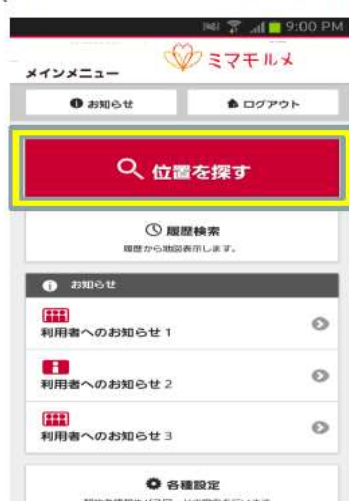 9:00 PM
ミマモルメ
メインメニュー
お知らせ
ログアウト
位置を探す
履歴検索
履歴から地図表示します。
お知らせ
利用者へのお知らせ 1
利用者へのお知らせ 2
利用者へのお知らせ 3
各種設定